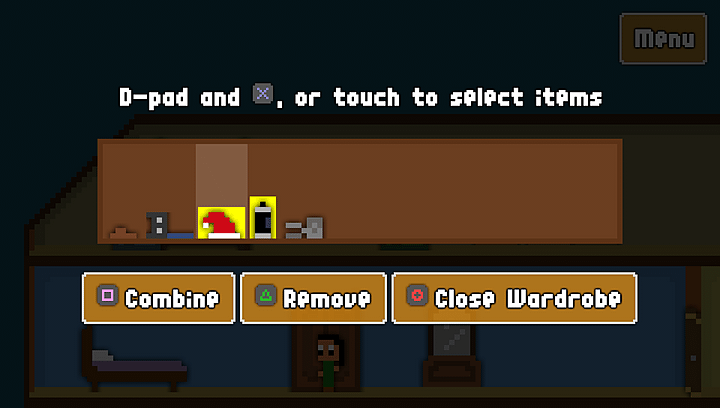 Menu
D-pad and X, or touch to select items
Combine
Remove
Close Wardrobe